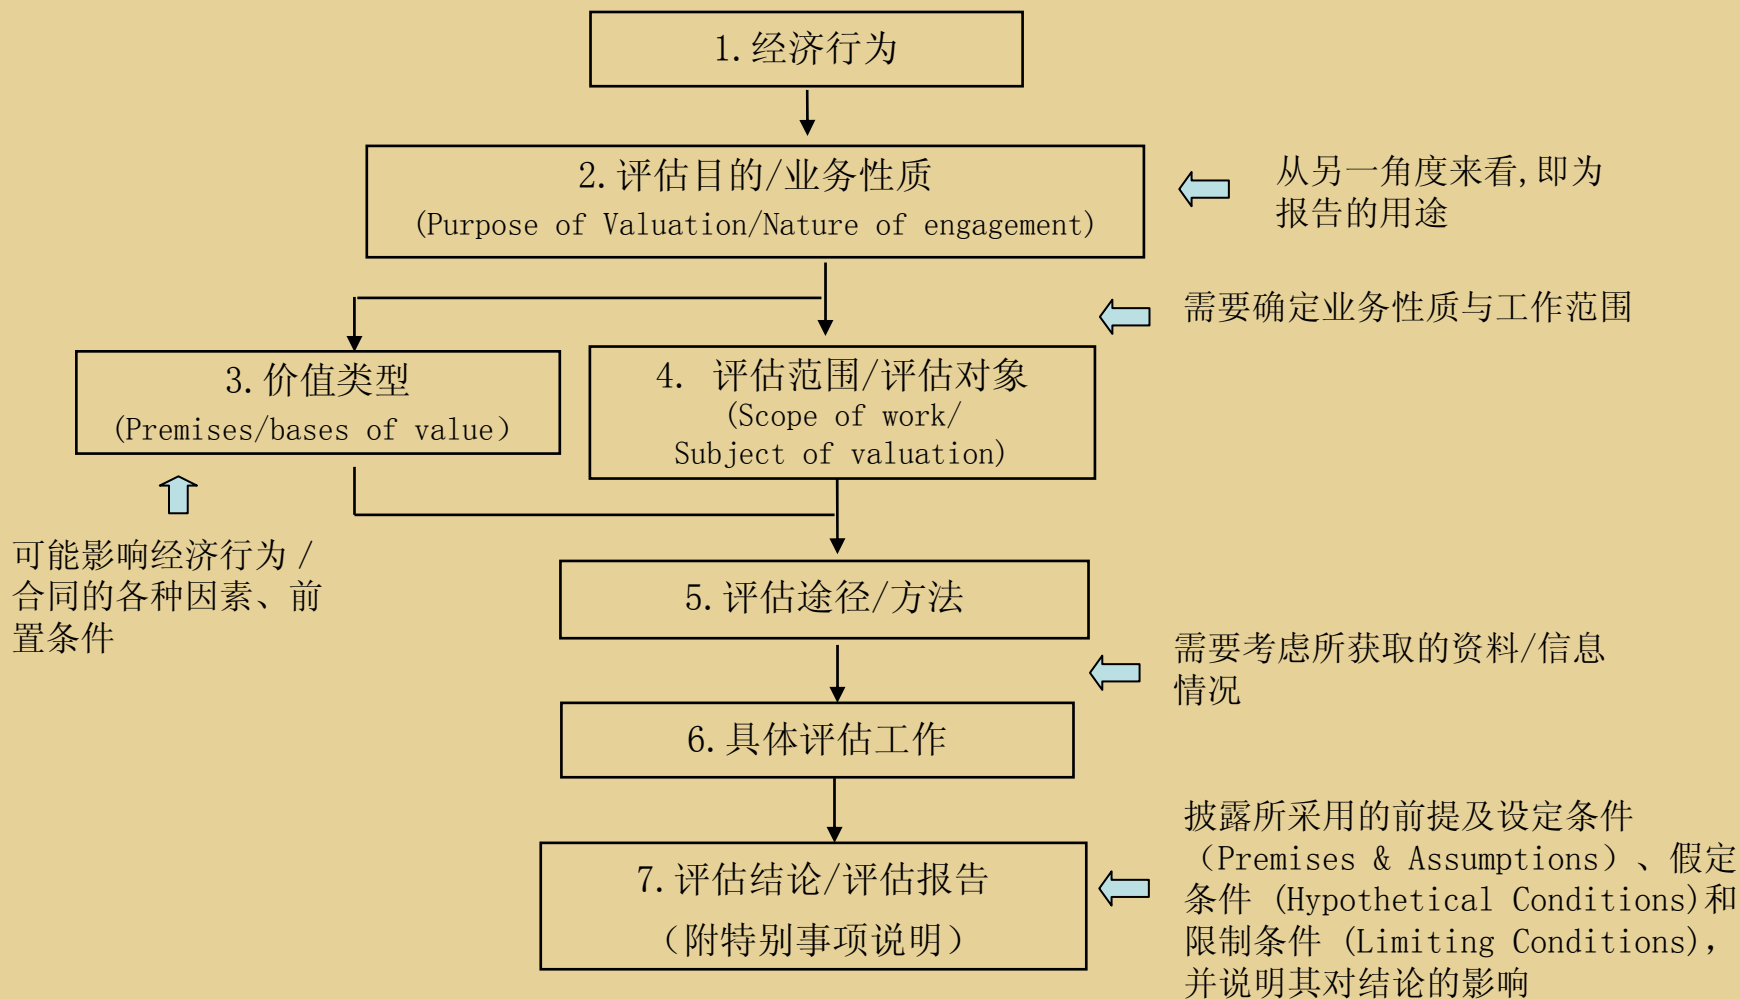 1.经济行为
2.评估目的/业务性质
(Purpose of Valuation/Nature of engagement)
从另一角度来看,即为
报告的用途
需要确定业务性质与工作范围
3.价值类型
(Premises/bases of value）
4. 评估范围/评估对象
(Scope of work/
Subject of valuation)
可能影响经济行为/
合同的各种因素、前
置条件
5.评估途径/方法
需要考虑所获取的资料/信息
情况
6.具体评估工作
7.评估结论/评估报告
（附特别事项说明）
披露所采用的前提及设定条件
（Premises & Assumptions）、假定
条件 (Hypothetical Conditions)和
限制条件 (Limiting Conditions),
并说明其对结论的影响